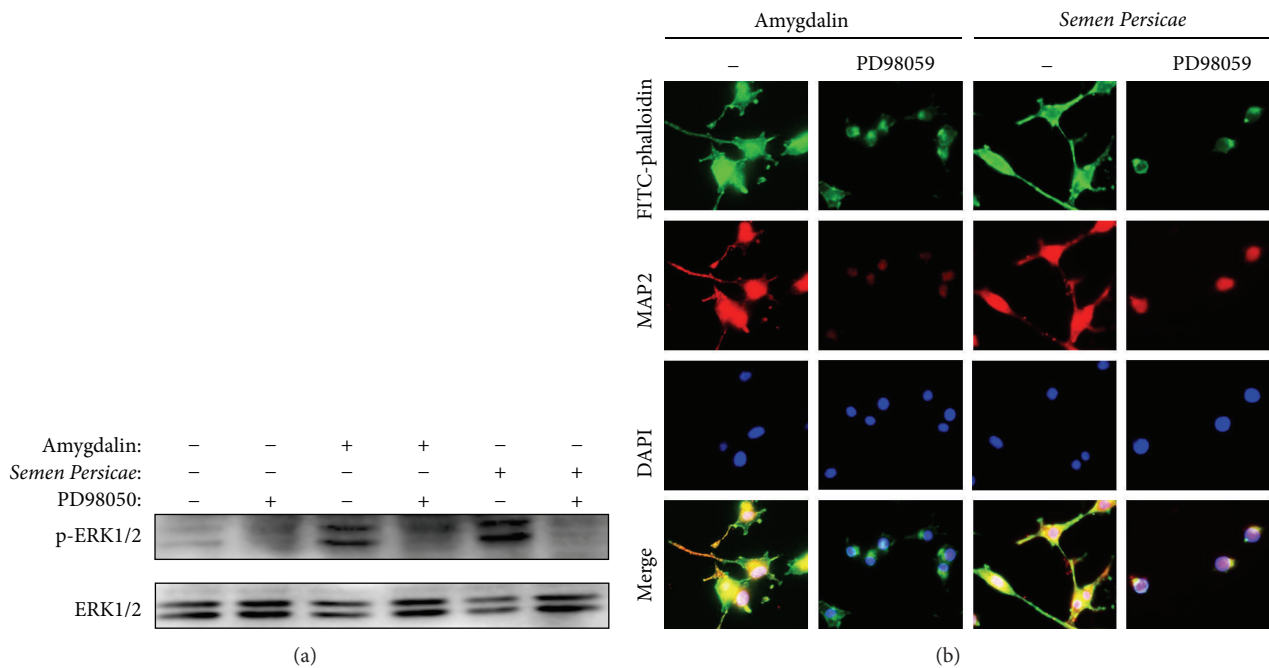 Amygdalin: – – + + – –
Semen Persicae: – – – – + +
PD98050: – + – + – +
p-ERK1/2
ERK1/2
(a)
Amygdalin Semen Persicae
– PD98059 – PD98059
FITC-phalloidin
MAP2
DAPI
Merge
(b)